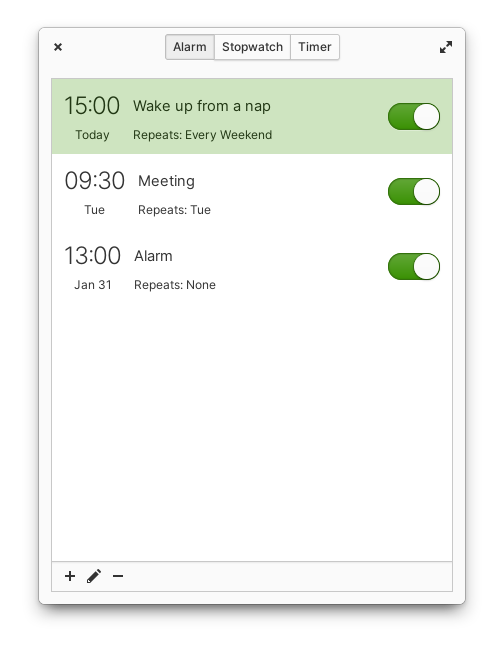 Alarm Stopwatch Timer
15:00 Wake up from a nap
Today Repeats: Every Weekend
09:30 Meeting
Tue Repeats: Tue
13:00 Alarm
Jan 31 Repeats: None